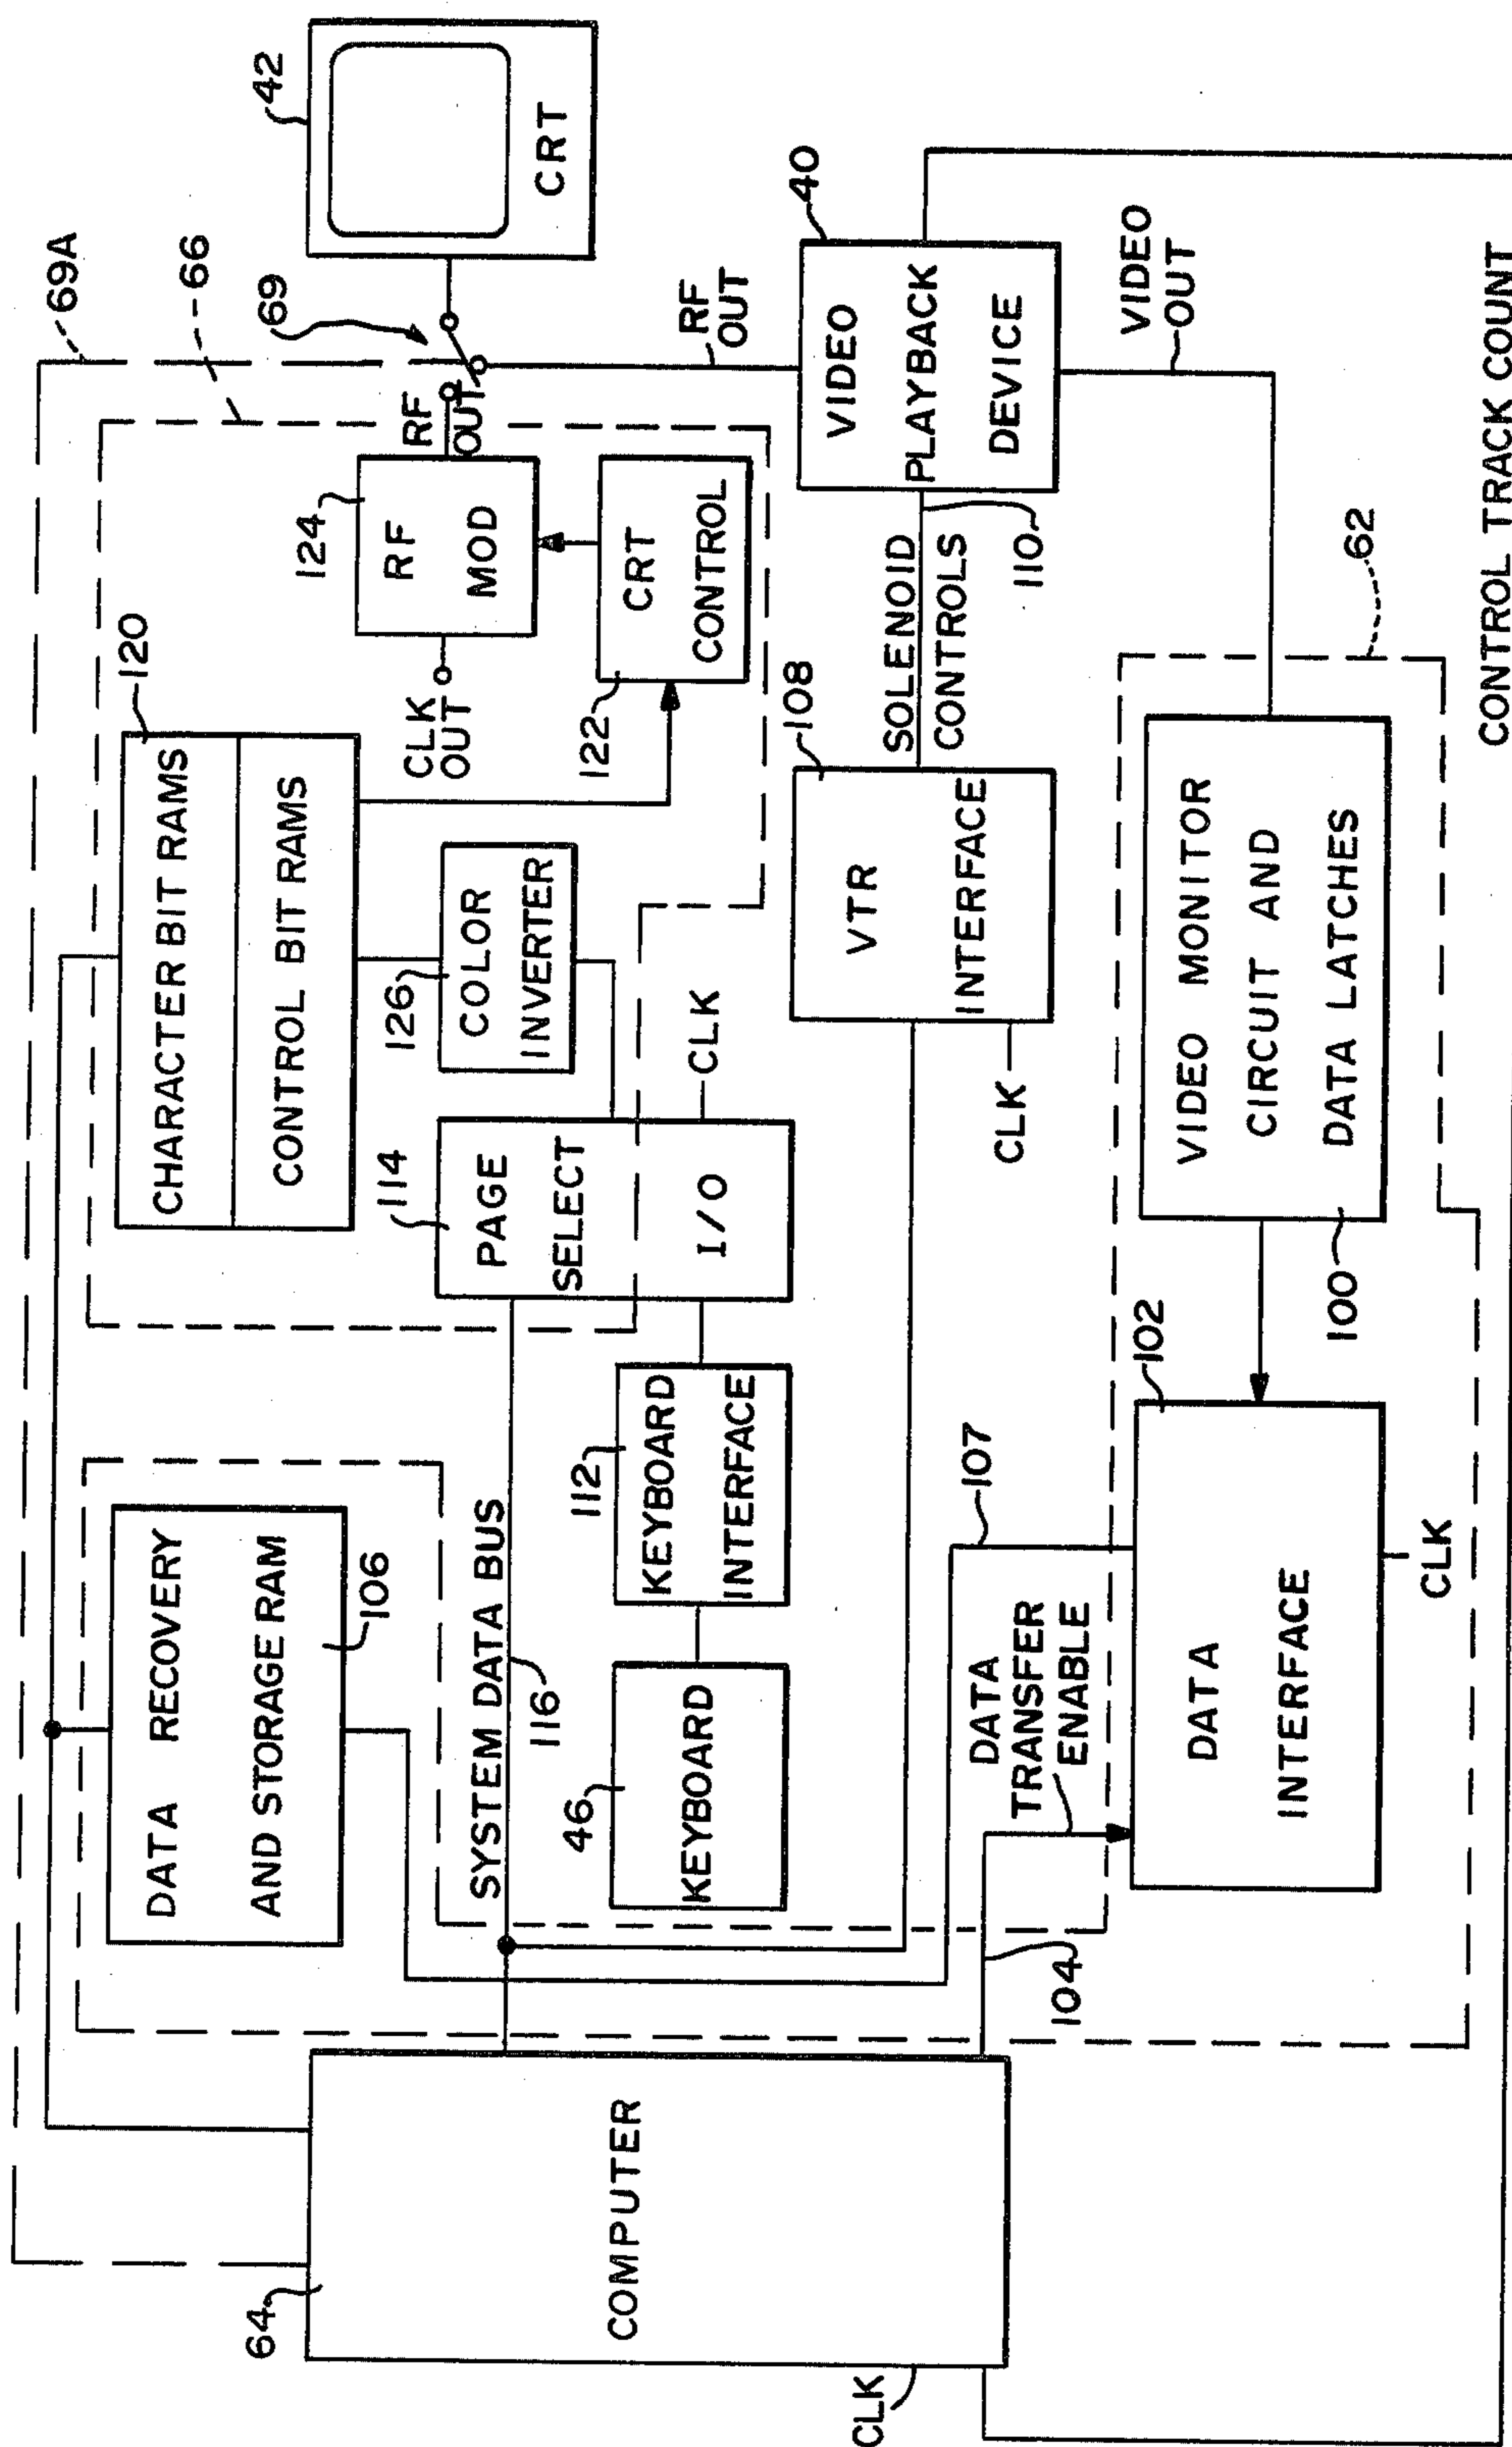 69A
66
69
42
CRT
120
CHARACTER BIT RAMS
CONTROL BIT RAMS
124
RF
MOD
RF
OUT
CLK
OUT
122
CRT
CONTROL
126
COLOR
INVERTER
114
PAGE
SELECT
I/O
CLK
RF
OUT
40
VIDEO
PLAYBACK
DEVICE
VIDEO
OUT
SOLENOID
CONTROLS
110
108
VTR
INTERFACE
CLK
DATA RECOVERY
AND STORAGE RAM
106
SYSTEM DATA BUS
116
112
KEYBOARD
INTERFACE
46
KEYBOARD
107
DATA
TRANSFER
ENABLE
104
102
DATA
INTERFACE
CLK
62
VIDEO MONITOR
CIRCUIT AND
DATA LATCHES
100
64
COMPUTER
CLK
CONTROL TRACK COUNT